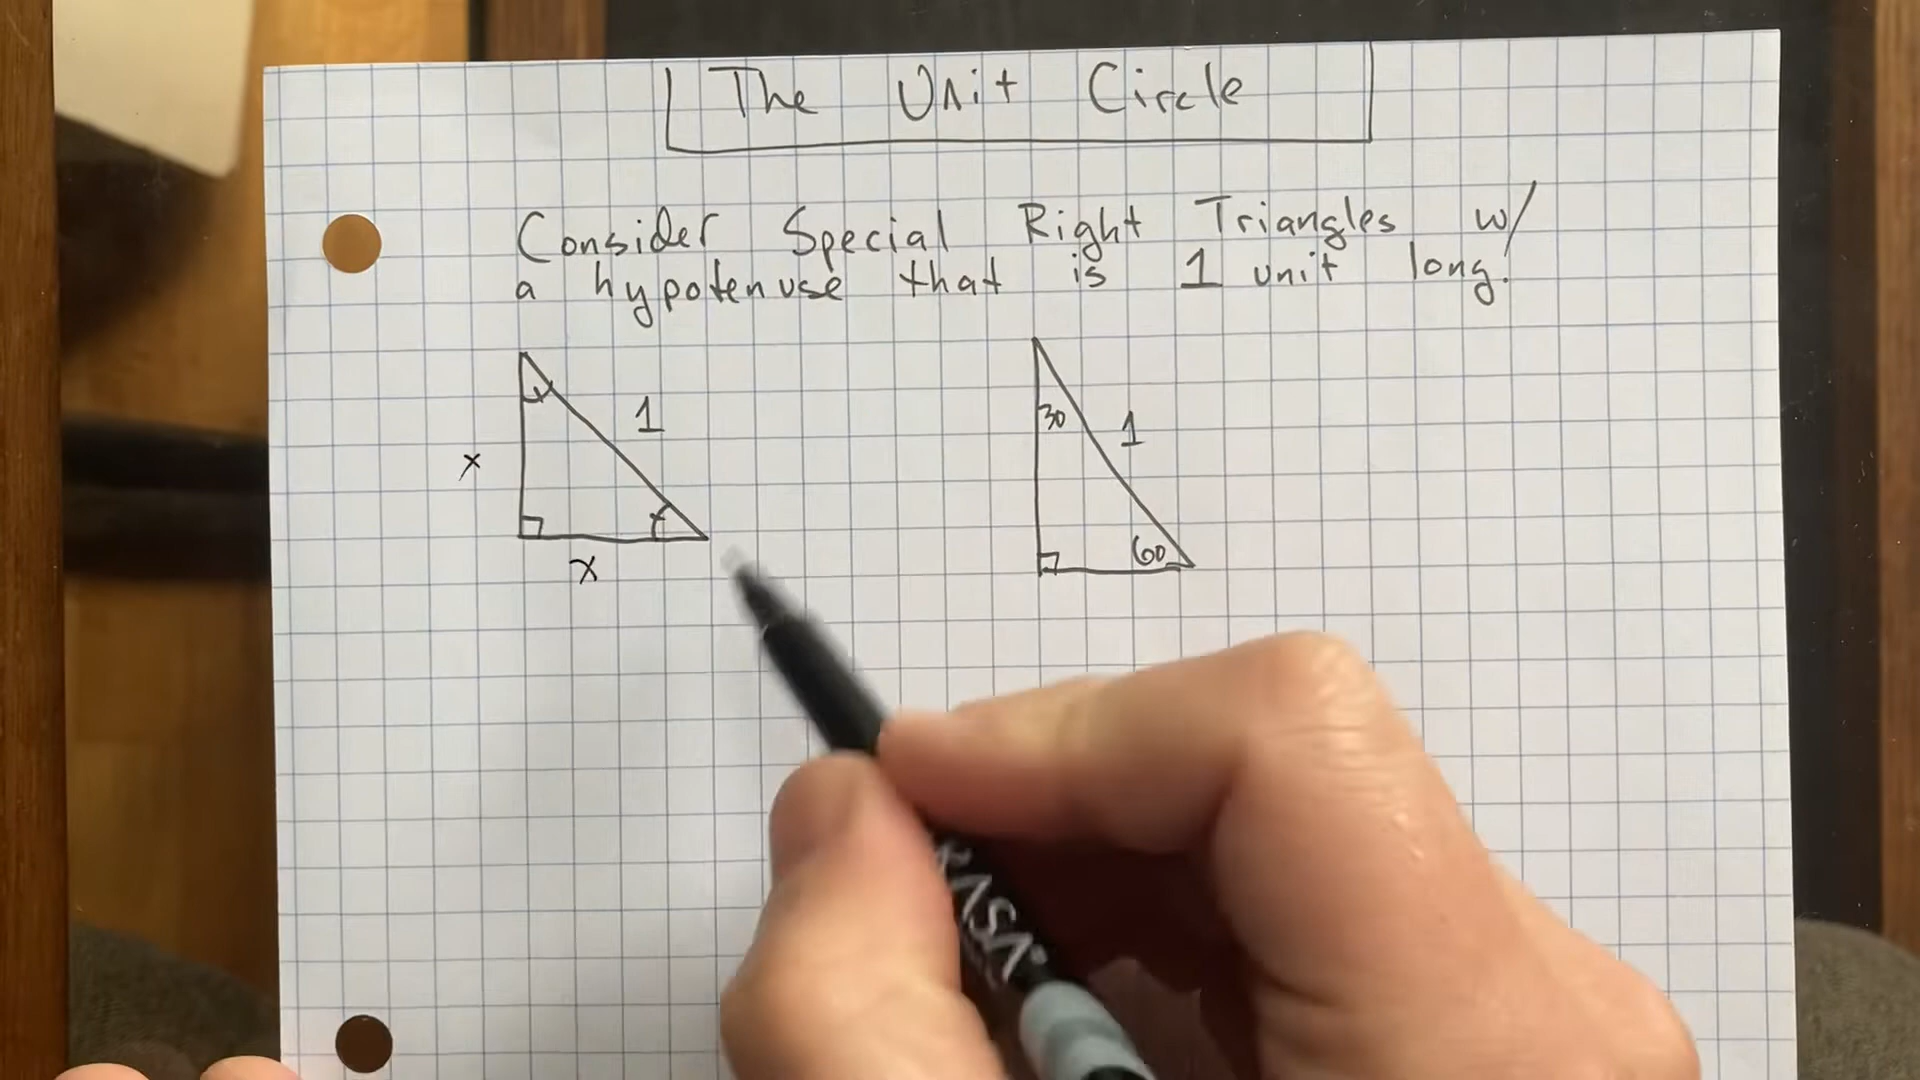 The Unit Circle
Consider Special Right Triangles w/
a hypotenuse that is 1 unit long.
1
x
x
30
1
60